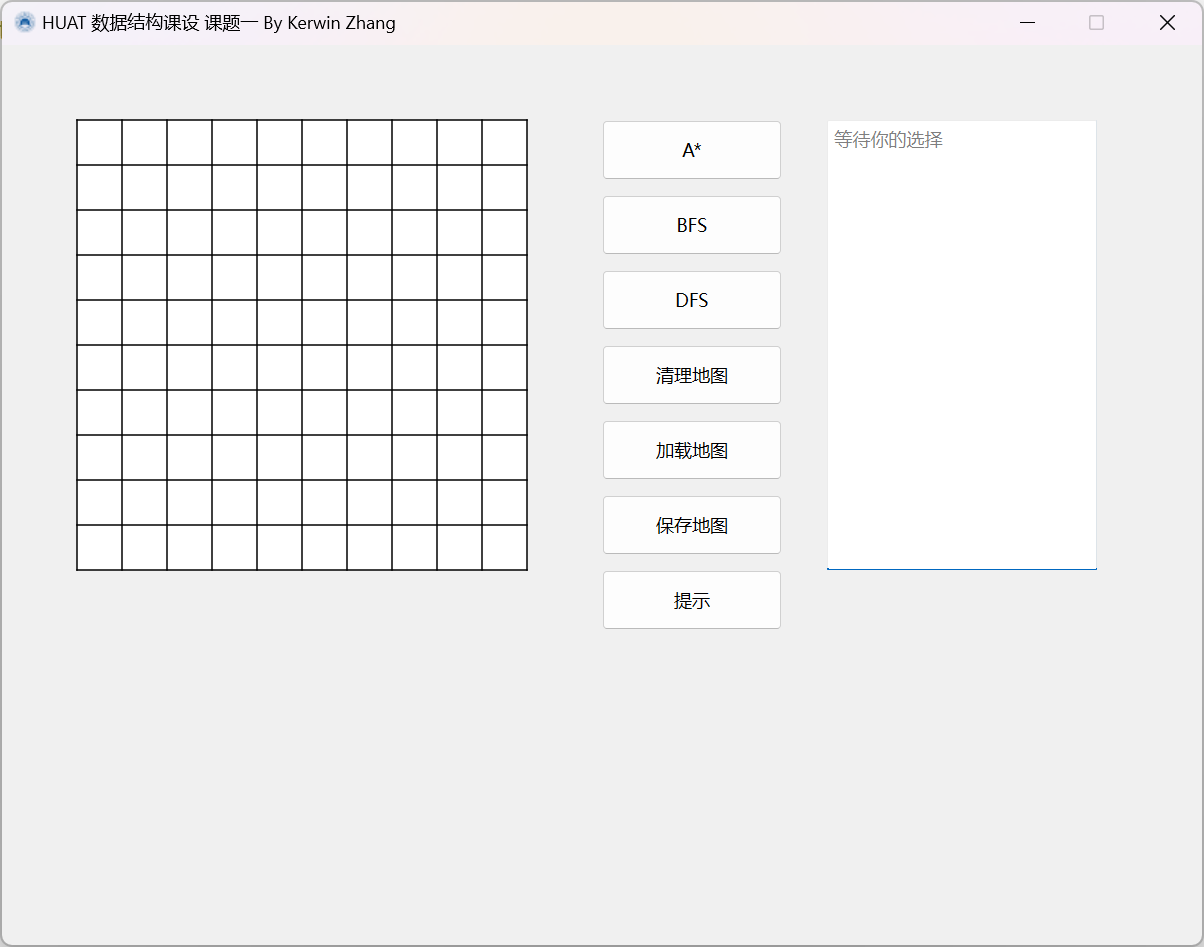 HUAT 数据结构课设 课题一 By Kerwin Zhang
A*
BFS
DFS
清理地图
加载地图
保存地图
提示
等待你的选择